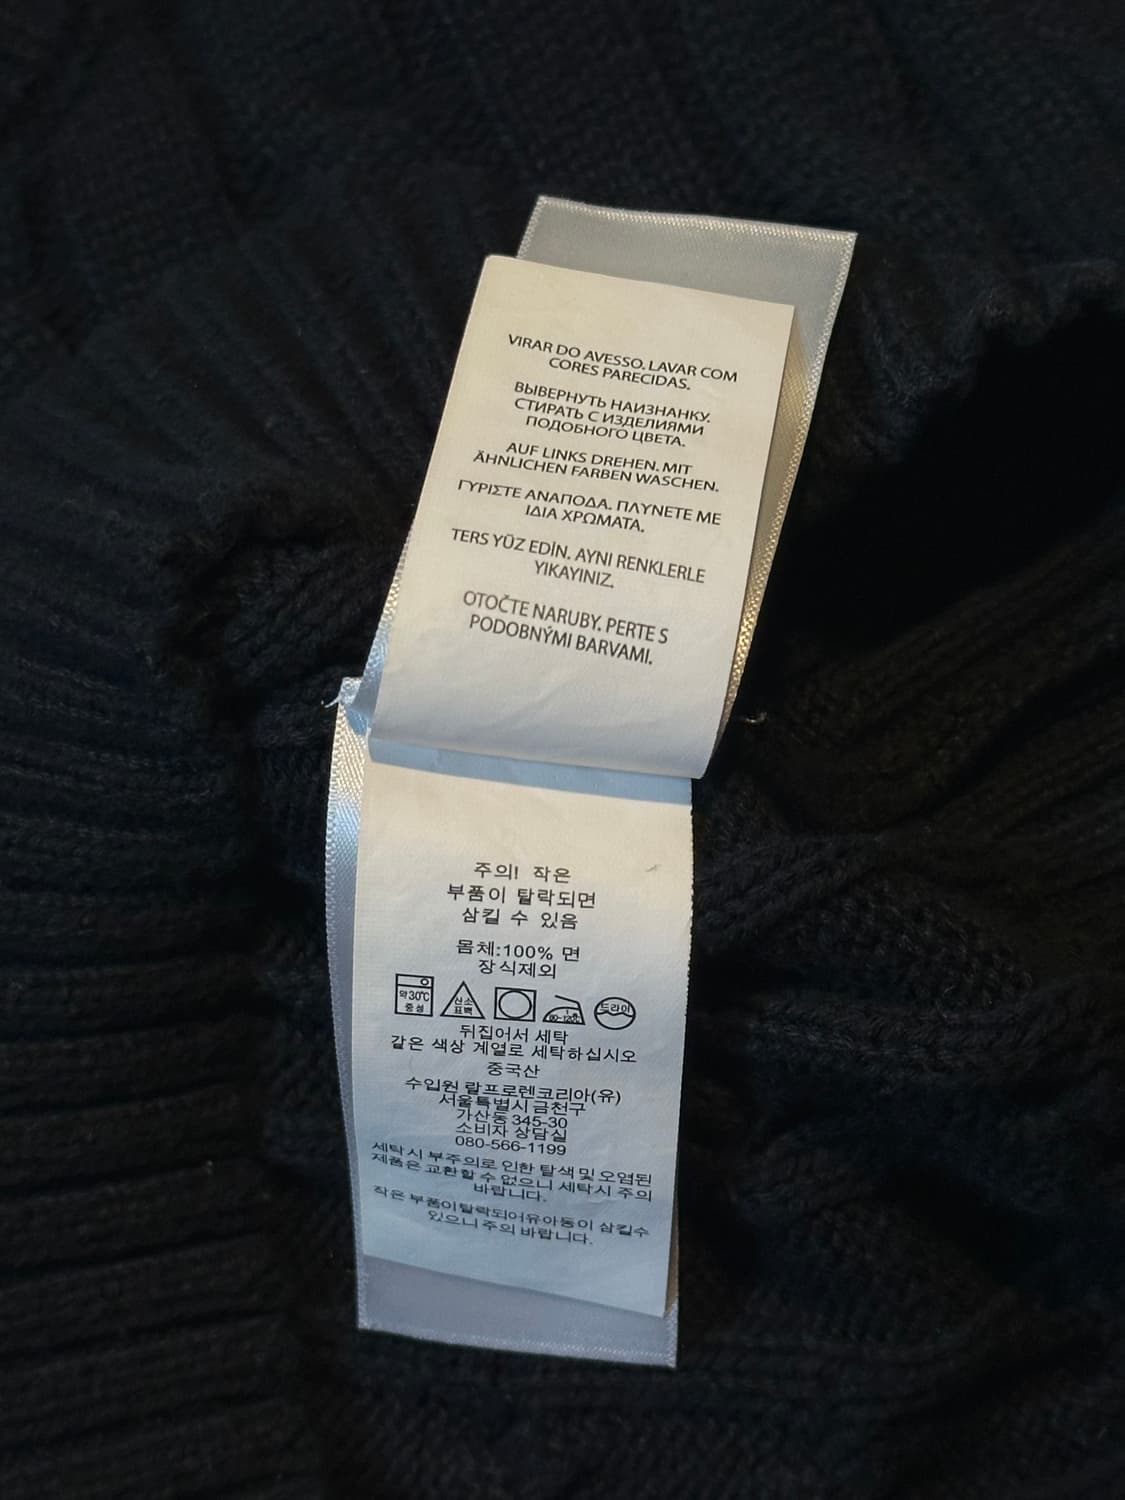 VIRAR DO AVESSO. LAVAR COM
CORES PARECIDAS.
ВЫВЕРНУТЬ НАИЗНАНКУ.
СТИРАТЬ С ИЗДЕЛИЯМИ
ПОДОБНОГО ЦВЕТА.
AUF LINKS DREHEN. MIT
ÄHNLICHEN FARBEN WASCHEN.
ΓΥΡΙΣΤΕ ΑΝΑΠΟΔΑ. ΠΛΥΝΕΤΕ ΜΕ
ΙΔΙΑ ΧΡΩΜΑΤΑ.
TERS YÜZ EDİN. AYNI RENKLERLE
YIKAYINIZ.
OTOČTE NARUBY. PERTE S
PODOBNÝMI BARVAMI.
주의! 작은
부품이 탈락되면
삼킬 수 있음
몸체:100% 면
장식제외
약30℃ 산소 80-120℃ 드라이
중성 표백
뒤집어서 세탁
같은 색상 계열로 세탁하십시오
중국산
수입원 랄프로렌코리아(유)
서울특별시 금천구
가산동 345-30
소비자 상담실
080-566-1199
세탁시 부주의로 인한 탈색및 오염된
제품은 교환할 수 없으니 세탁시 주의
바랍니다.
작은 부품이탈락되어유아동이 삼킬수
있으니 주의 바랍니다.